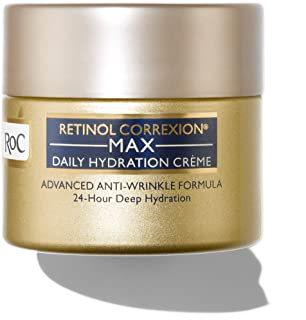 RoC
RETINOL CORREXION®
MAX
DAILY HYDRATION CRÈME
ADVANCED ANTI-WRINKLE FORMULA
24-Hour Deep Hydration